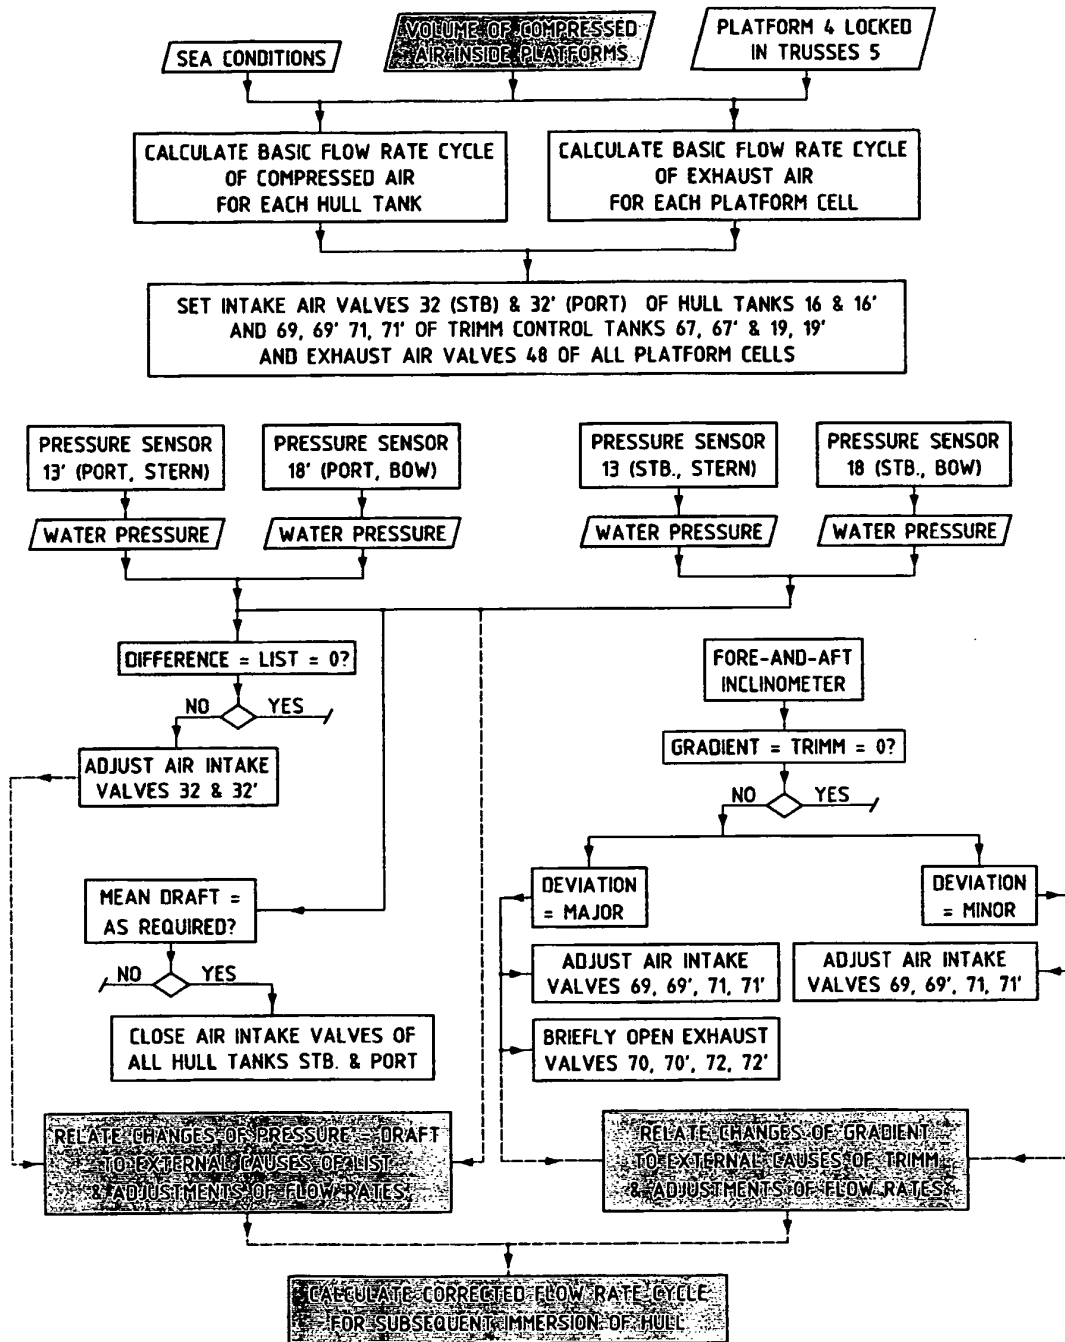 SEA CONDITIONS
VOLUME OF COMPRESSED
AIR INSIDE PLATFORMS
PLATFORM 4 LOCKED
IN TRUSSES 5
CALCULATE BASIC FLOW RATE CYCLE
OF COMPRESSED AIR
FOR EACH HULL TANK
CALCULATE BASIC FLOW RATE CYCLE
OF EXHAUST AIR
FOR EACH PLATFORM CELL
SET INTAKE AIR VALVES 32 (STB) & 32' (PORT) OF HULL TANKS 16 & 16'
AND 69, 69' 71, 71' OF TRIMM CONTROL TANKS 67, 67' & 19, 19'
AND EXHAUST AIR VALVES 48 OF ALL PLATFORM CELLS
PRESSURE SENSOR
13' (PORT, STERN)
PRESSURE SENSOR
18' (PORT, BOW)
PRESSURE SENSOR
13 (STB., STERN)
PRESSURE SENSOR
18 (STB., BOW)
WATER PRESSURE
WATER PRESSURE
WATER PRESSURE
WATER PRESSURE
DIFFERENCE = LIST = 0?
NO
YES
ADJUST AIR INTAKE
VALVES 32 & 32'
FORE-AND-AFT
INCLINOMETER
GRADIENT = TRIMM = 0?
NO
YES
MEAN DRAFT =
AS REQUIRED?
NO
YES
CLOSE AIR INTAKE VALVES OF
ALL HULL TANKS STB. & PORT
DEVIATION
= MAJOR
DEVIATION
= MINOR
ADJUST AIR INTAKE
VALVES 69, 69', 71, 71'
ADJUST AIR INTAKE
VALVES 69, 69', 71, 71'
BRIEFLY OPEN EXHAUST
VALVES 70, 70', 72, 72'
RELATE CHANGES OF PRESSURE = DRAFT
TO EXTERNAL CAUSES OF LIST
& ADJUSTMENTS OF FLOW RATES
RELATE CHANGES OF GRADIENT
TO EXTERNAL CAUSES OF TRIMM
& ADJUSTMENTS OF FLOW RATES
CALCULATE CORRECTED FLOW RATE CYCLE
FOR SUBSEQUENT IMMERSION OF HULL